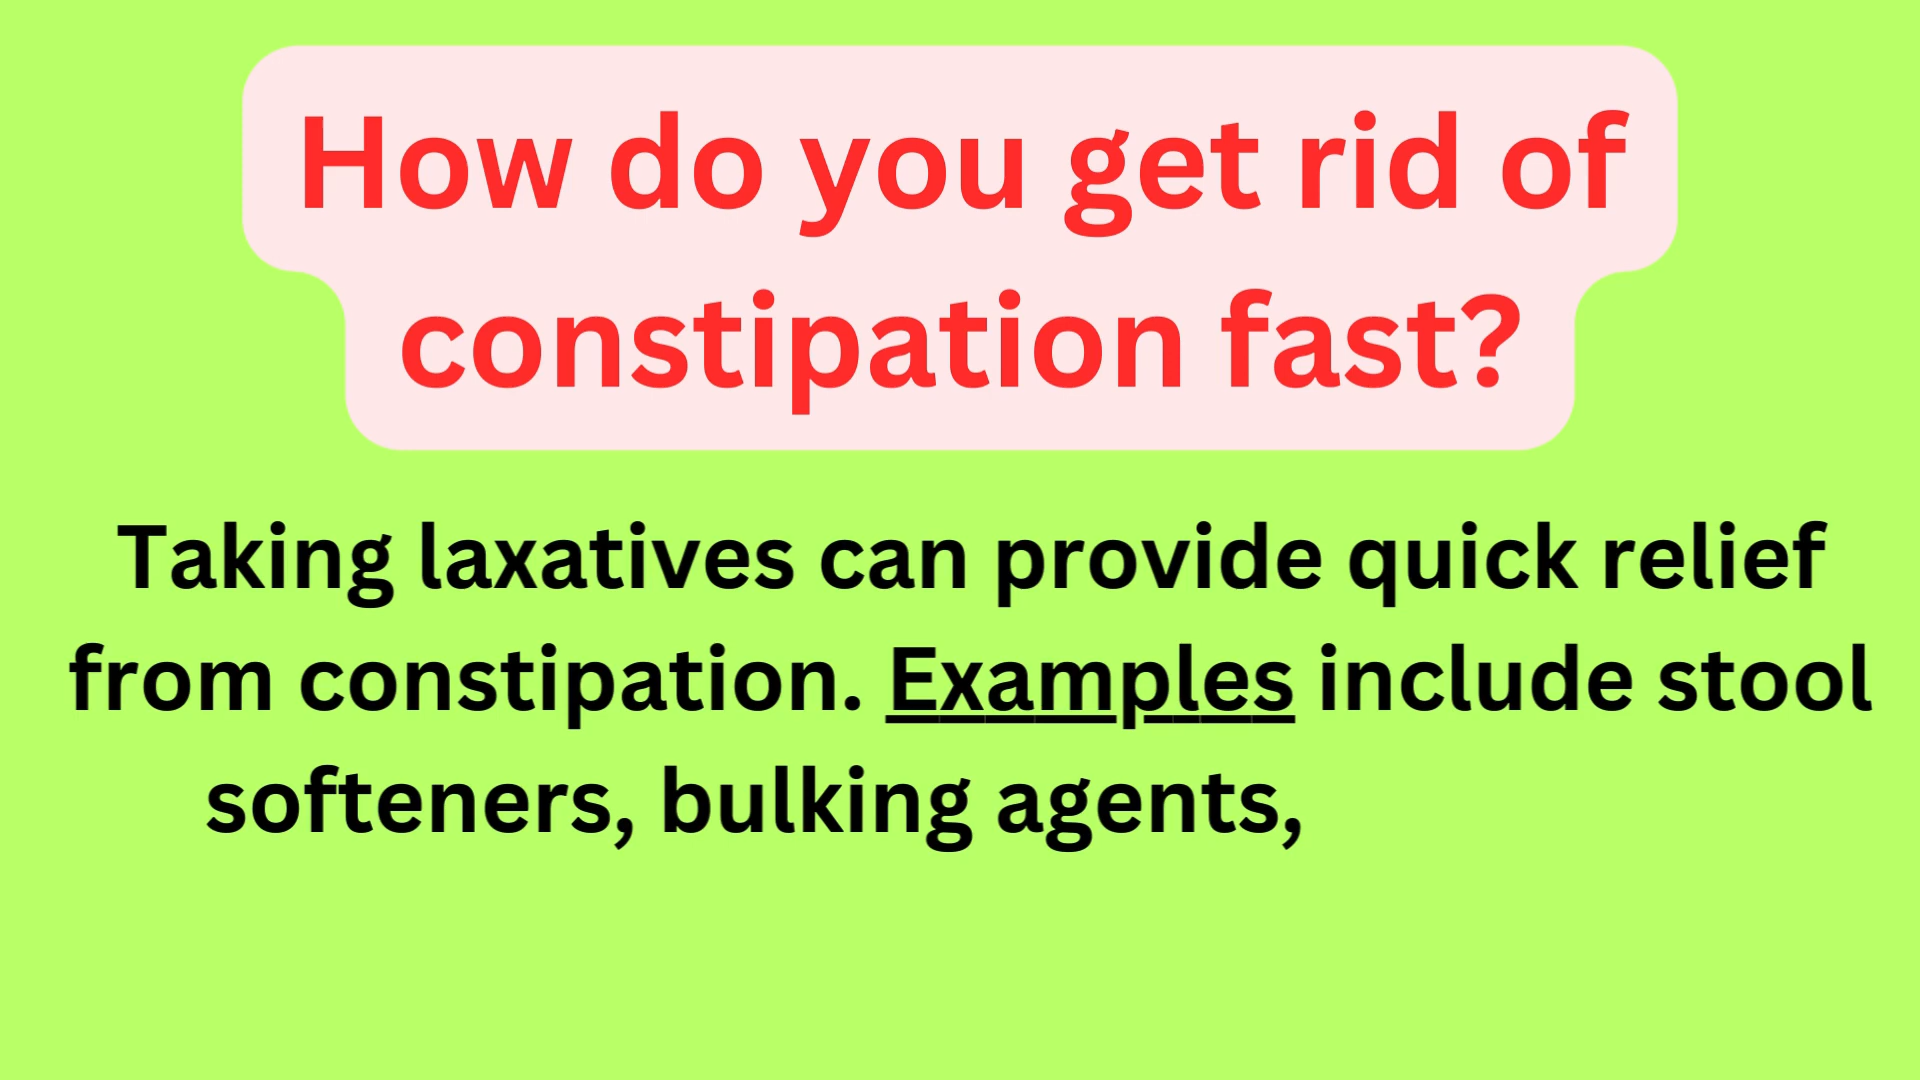 How do you get rid of
constipation fast?
Taking laxatives can provide quick relief
from constipation. Examples include stool
softeners, bulking agents,